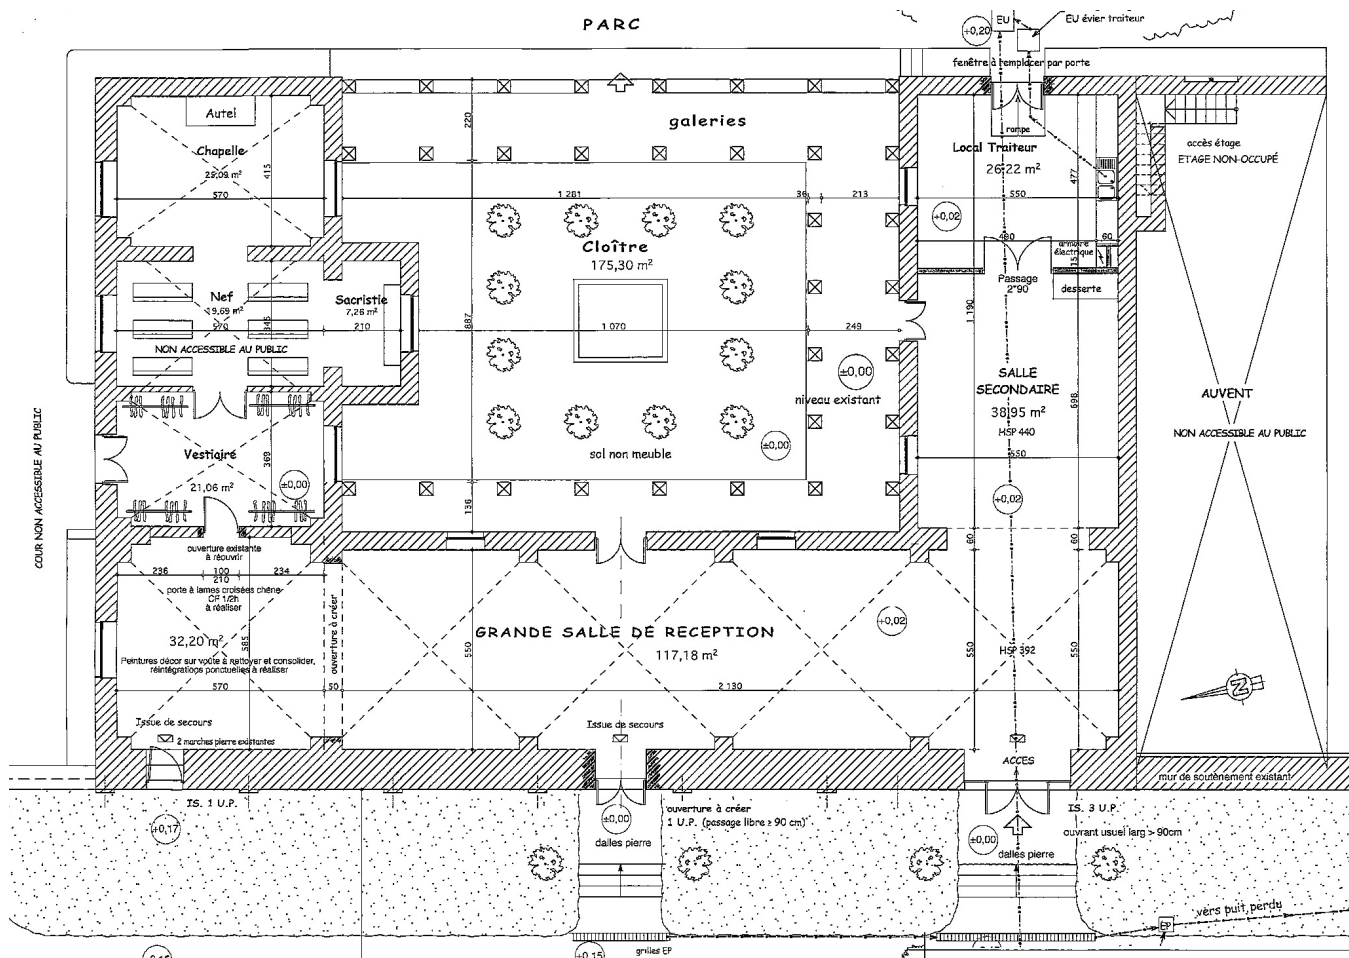 PARC
EU
EU évier traiteur
+0,20
fenêtre à remplacer par porte
Autel
galeries
rampe
220
Chapelle
Local Traiteur
accès étage
ETAGE NON-OCCUPÉ
26,22 m²
415
477
570
1 281
36
213
550
+0,02
Cloître
175,30 m²
480
60
armoire
électrique
Passage
2*90
desserte
Nef
19,69 m²
Sacristie
7,26 m²
570
345
210
887
1 070
249
1 190
NON ACCESSIBLE AU PUBLIC
±0,00
SALLE
SECONDAIRE
38,95 m²
HSP 440
698
niveau existant
AUVENT
NON ACCESSIBLE AU PUBLIC
COUR NON ACCESSIBLE AU PUBLIC
Vestiaire
369
21,06 m²
±0,00
sol non meuble
±0,00
550
136
+0,02
ouverture existante
à réouvrir
60
60
236
100
234
210
porte à lames croisées chêne
CF 1/2h
à réaliser
ouverture à créer
32,20 m²
585
550
GRANDE SALLE DE RECEPTION
117,18 m²
+0,02
550
HSP 392
550
Peintures décor sur voûte à nettoyer et consolider,
réintégrations ponctuelles à réaliser
570
50
2 130
N
Issue de secours
Issue de secours
2 marches pierre existantes
ACCES
mur de soutènement existant
IS. 1 U.P.
ouverture à créer
1 U.P. (passage libre ≥ 90 cm)
IS. 3 U.P.
ouvrant usuel larg > 90cm
+0,17
±0,00
dalles pierre
±0,00
dalles pierre
vers puit perdu
EP
grilles EP
+0,15